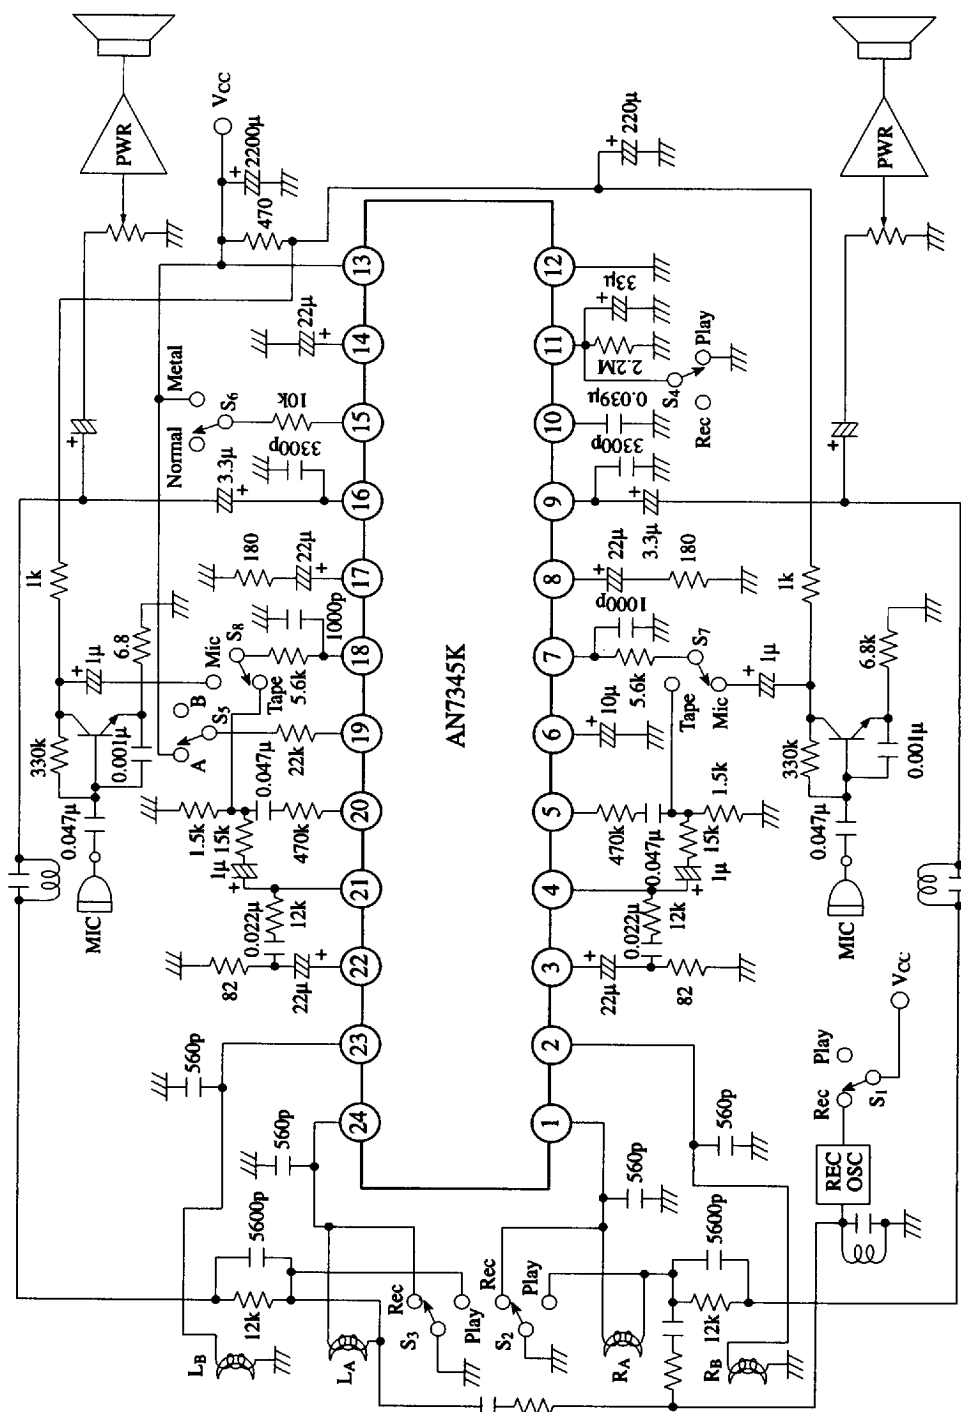 1k
330k
0.047µ
MIC
1µ
0.001µ
6.8
PWR
VCC
+
2200µ
470
+
Normal
Metal
S6
10k
3300p
+
3.3µ
180
22µ
+
A
B
Mic
S5
S8
Tape
5.6k
1000p
22k
0.047µ
470k
1.5k
15k
1µ
+
12k
0.022µ
82
22µ
+
560p
560p
5600p
12k
LB
LA
22µ
+
24
23
22
21
20
19
18
17
16
15
14
13
AN7345K
1
2
3
4
5
6
7
8
9
10
11
12
Rec
S3
Play
Rec
S2
Play
560p
RA
12k
5600p
RB
560p
22µ
+
82
0.022µ
12k
+
1µ
0.047µ
15k
470k
1.5k
+
10µ
5.6k
1000p
Tape
Mic
S7
+
22µ
180
+
3.3µ
3300p
0.039µ
2.2M
+
33µ
S4
Rec
Play
+
220µ
REC
OSC
Rec
Play
S1
VCC
MIC
0.047µ
330k
0.001µ
+
1µ
1k
6.8k
+
PWR